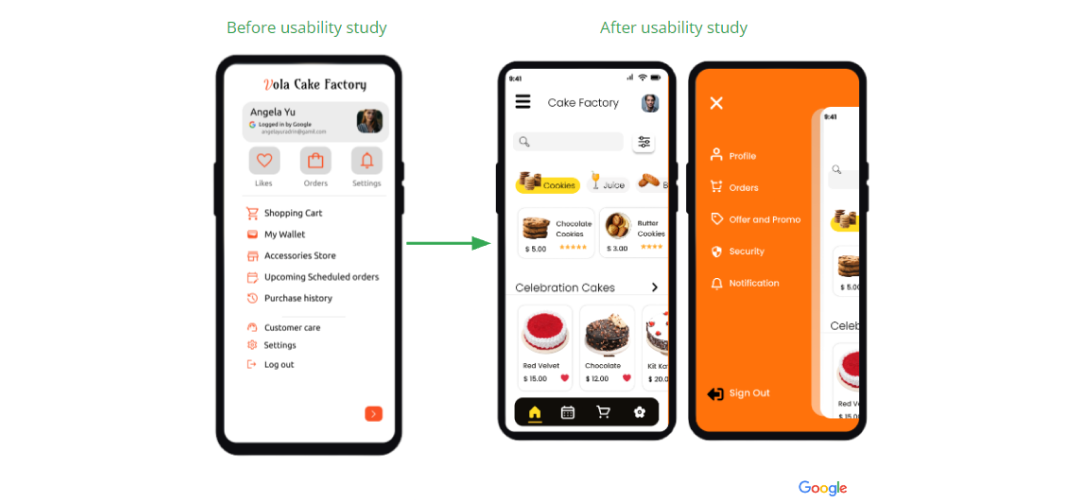 Before usability study
After usability study
Vola Cake Factory
Angela Yu
Logged in by Google
Likes
Orders
Settings
Shopping Cart
My Wallet
Accessories Store
Upcoming Scheduled orders
Purchase history
Customer care
Settings
Log out
9:41
Cake Factory
Cookies
Juice
B
Chocolate
Cookies
$ 5.00
Butter
Cookies
$ 3.00
Celebration Cakes
Red Velvet
$ 15.00
Chocolate
$ 12.00
Kit Ka
$ 20.0
Profile
Orders
Offer and Promo
Security
Notification
Sign Out
9:41
$ 5.00
Celeb
Red V
$ 15.0
Google